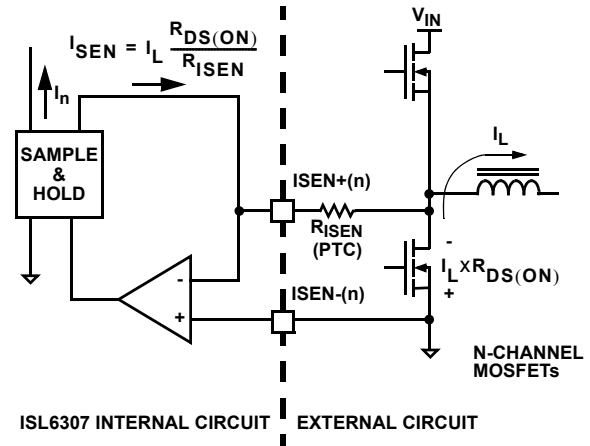 V_IN
I_SEN = I_L R_DS(ON) / R_ISEN
I_n
SAMPLE
&
HOLD
I_L
ISEN+(n)
R_ISEN
(PTC)
-
I_L x R_DS(ON)
+
-
+
ISEN-(n)
N-CHANNEL
MOSFETs
ISL6307 INTERNAL CIRCUIT
EXTERNAL CIRCUIT